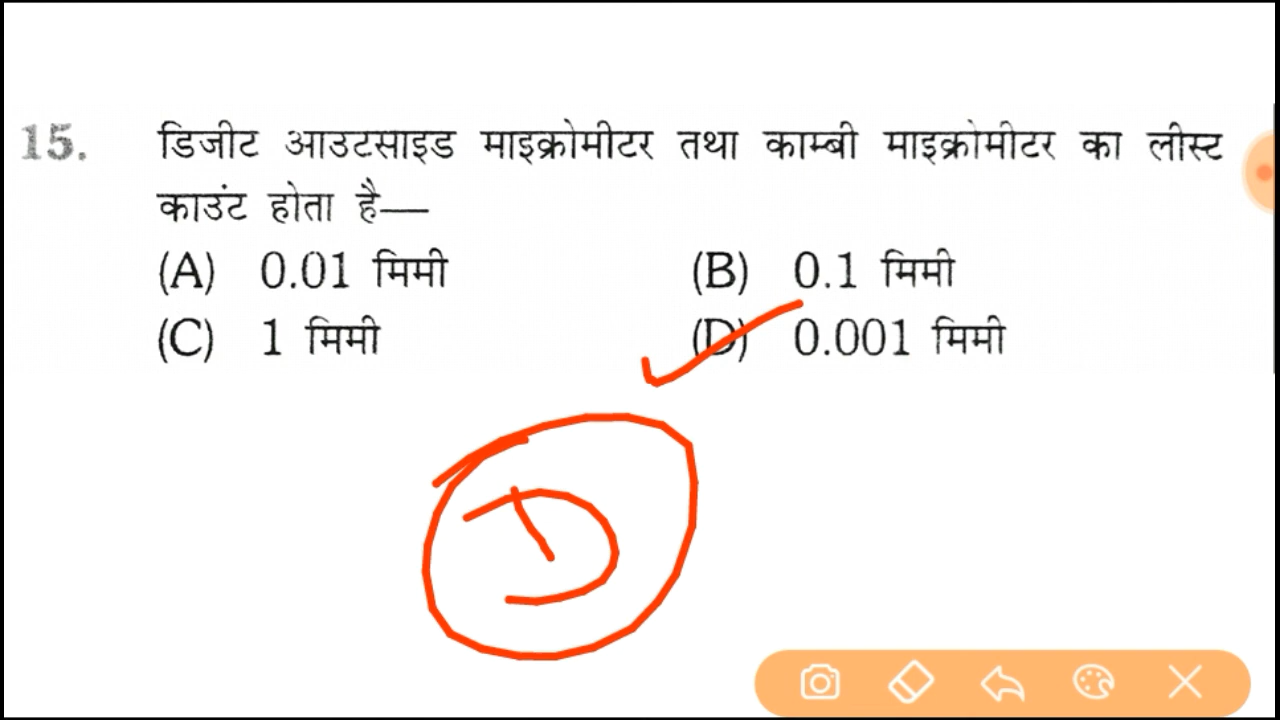 15. डिजीट आउटसाइड माइक्रोमीटर तथा काम्बी माइक्रोमीटर का लीस्ट
काउंट होता है—
(A) 0.01 मिमी (B) 0.1 मिमी
(C) 1 मिमी (D) 0.001 मिमी
D